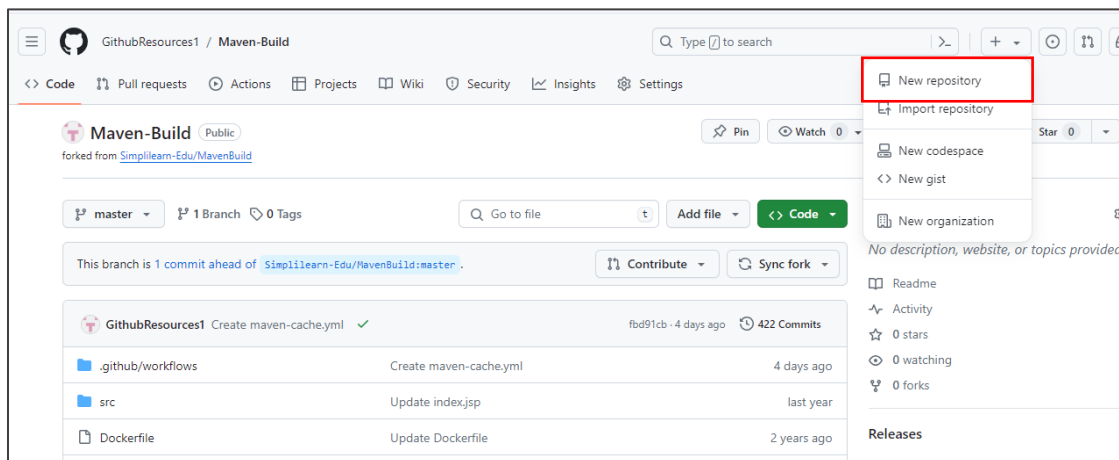 GithubResources1 / Maven-Build
Type / to search
Code Pull requests Actions Projects Wiki Security Insights Settings
New repository
Import repository
New codespace
New gist
New organization
Maven-Build Public
Pin Watch 0 Star 0
forked from Simplilearn-Edu/MavenBuild
master 1 Branch 0 Tags Go to file t Add file Code
This branch is 1 commit ahead of Simplilearn-Edu/MavenBuild:master . Contribute Sync fork
GithubResources1 Create maven-cache.yml fbd91cb · 4 days ago 422 Commits
.github/workflows Create maven-cache.yml 4 days ago
src Update index.jsp last year
Dockerfile Update Dockerfile 2 years ago
No description, website, or topics provided
Readme
Activity
0 stars
0 watching
0 forks
Releases